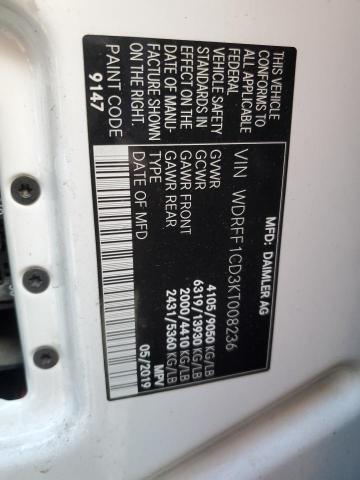 MFD: DAIMLER AG
VIN WDRFF1CD3KT008236
GVWR 4105/9050 KG/LB
GCWR 6319/13930 KG/LB
GAWR FRONT 2000/4410 KG/LB
GAWR REAR 2431/5360 KG/LB
DATE OF MFD 05/2019
MPV
THIS VEHICLE
CONFORMS TO
ALL APPLICABLE
FEDERAL
VEHICLE SAFETY
STANDARDS IN
EFFECT ON THE
DATE OF MANU-
FACTURE SHOWN
ON THE RIGHT.
PAINT CODE
9147